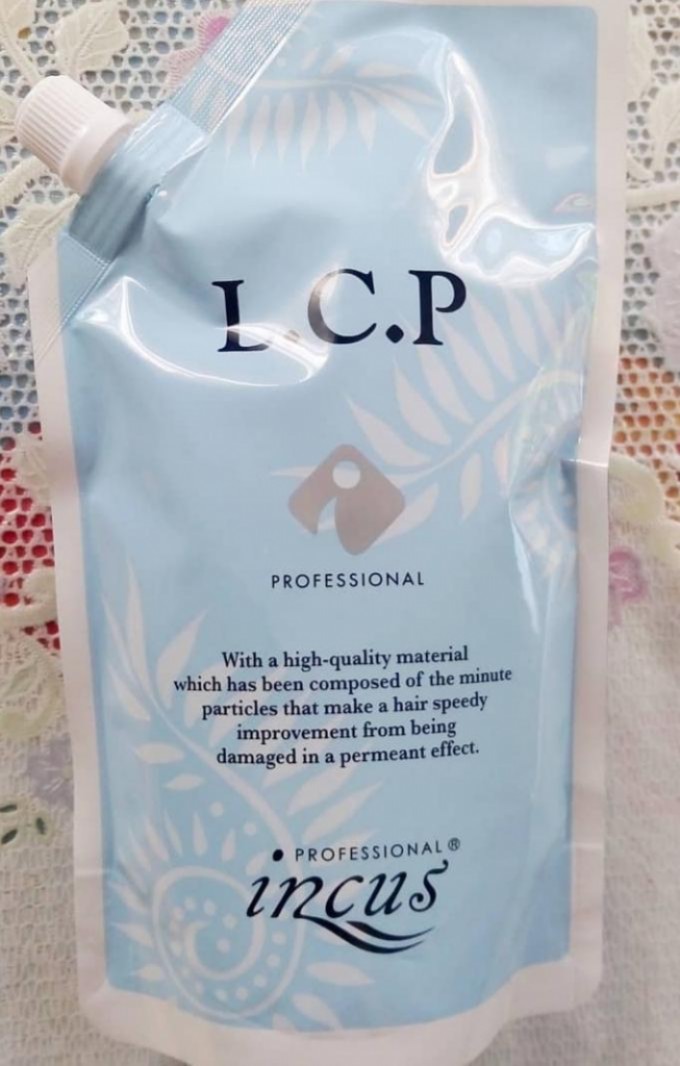 L.C.P
PROFESSIONAL
With a high-quality material
which has been composed of the minute
particles that make a hair speedy
improvement from being
damaged in a permeant effect.
PROFESSIONAL®
incus